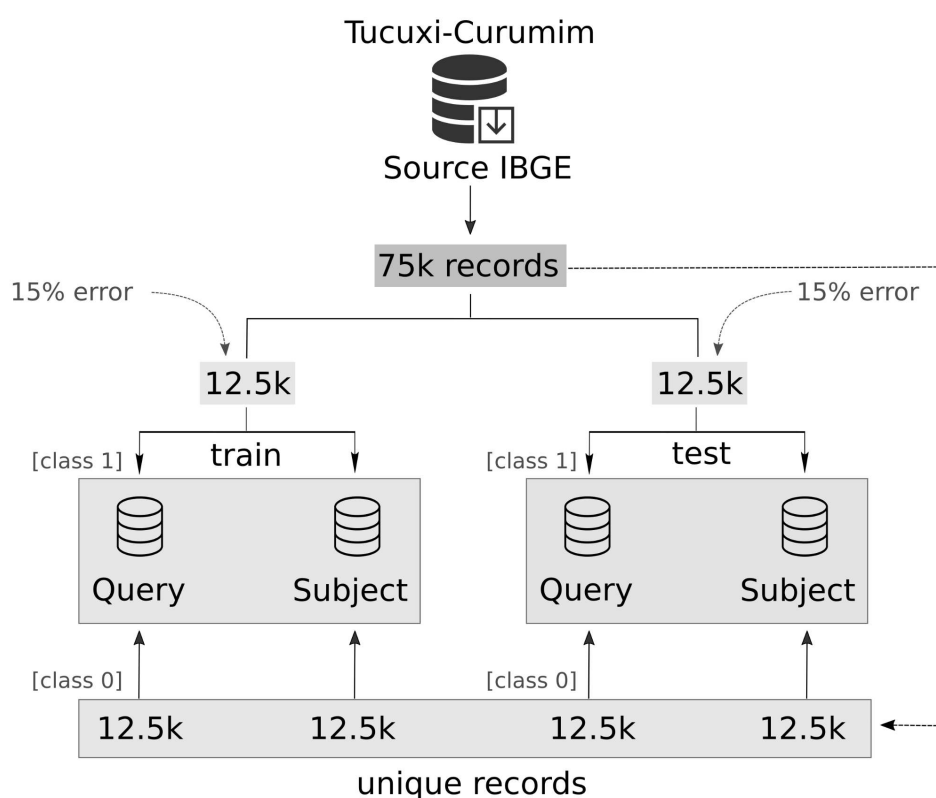 Tucuxi-Curumim
Source IBGE
75k records
15% error
15% error
12.5k
12.5k
[class 1]
train
[class 1]
test
Query
Subject
Query
Subject
[class 0]
[class 0]
12.5k
12.5k
12.5k
12.5k
unique records